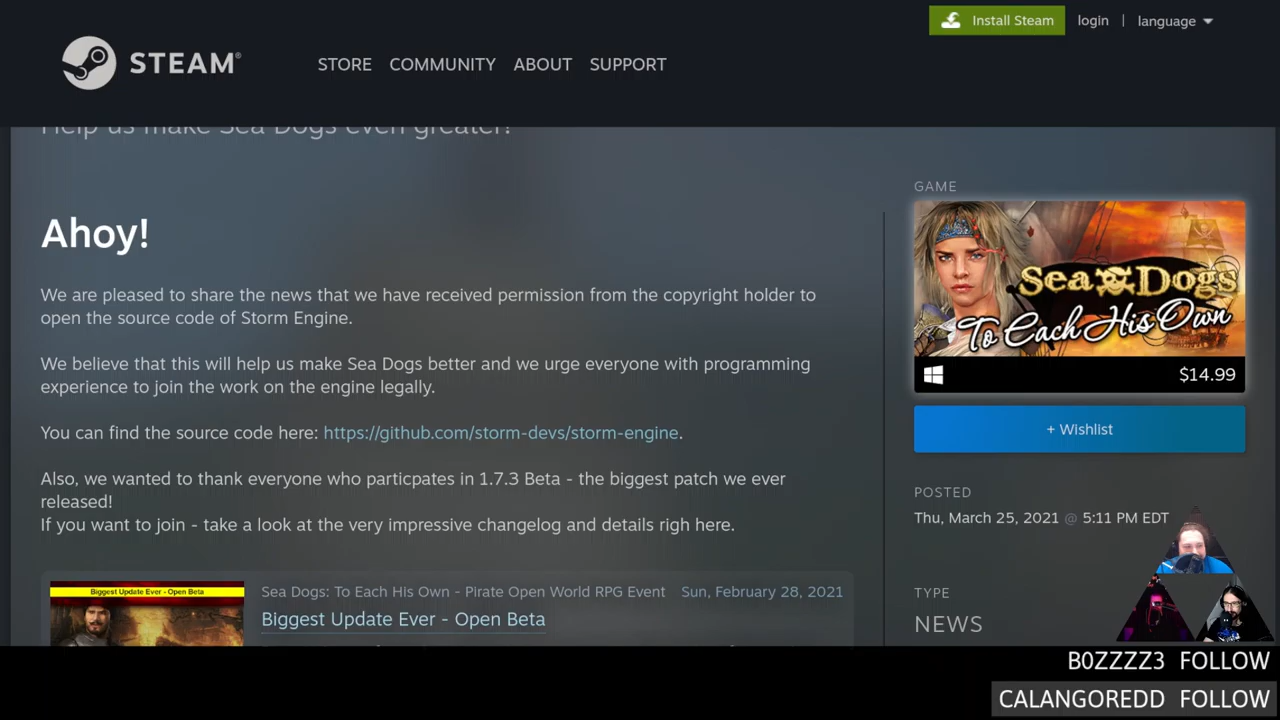 Install Steam
login | language
STEAM®
STORE COMMUNITY ABOUT SUPPORT
Help us make Sea Dogs even greater!
Ahoy!
We are pleased to share the news that we have received permission from the copyright holder to
open the source code of Storm Engine.
We believe that this will help us make Sea Dogs better and we urge everyone with programming
experience to join the work on the engine legally.
You can find the source code here: https://github.com/storm-devs/storm-engine.
Also, we wanted to thank everyone who particpates in 1.7.3 Beta - the biggest patch we ever
released!
If you want to join - take a look at the very impressive changelog and details righ here.
Biggest Update Ever - Open Beta
Sea Dogs: To Each His Own - Pirate Open World RPG Event Sun, February 28, 2021
Biggest Update Ever - Open Beta
GAME
Sea Dogs
To Each His Own
$14.99
+ Wishlist
POSTED
Thu, March 25, 2021 @ 5:11 PM EDT
TYPE
NEWS
B0ZZZZ3 FOLLOW
CALANGOREDD FOLLOW